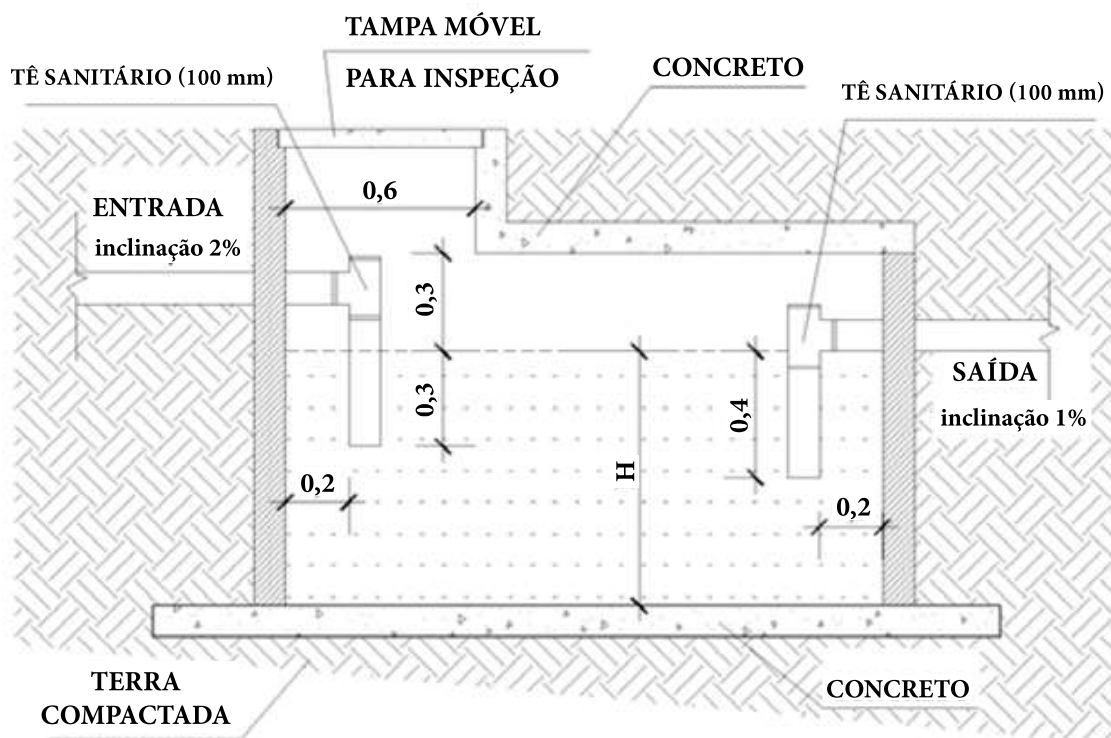 TAMPA MÓVEL
PARA INSPEÇÃO
TÊ SANITÁRIO (100 mm)
CONCRETO
TÊ SANITÁRIO (100 mm)
ENTRADA
inclinação 2%
0,6
0,3
0,3
0,4
H
SAÍDA
inclinação 1%
0,2
0,2
TERRA
COMPACTADA
CONCRETO